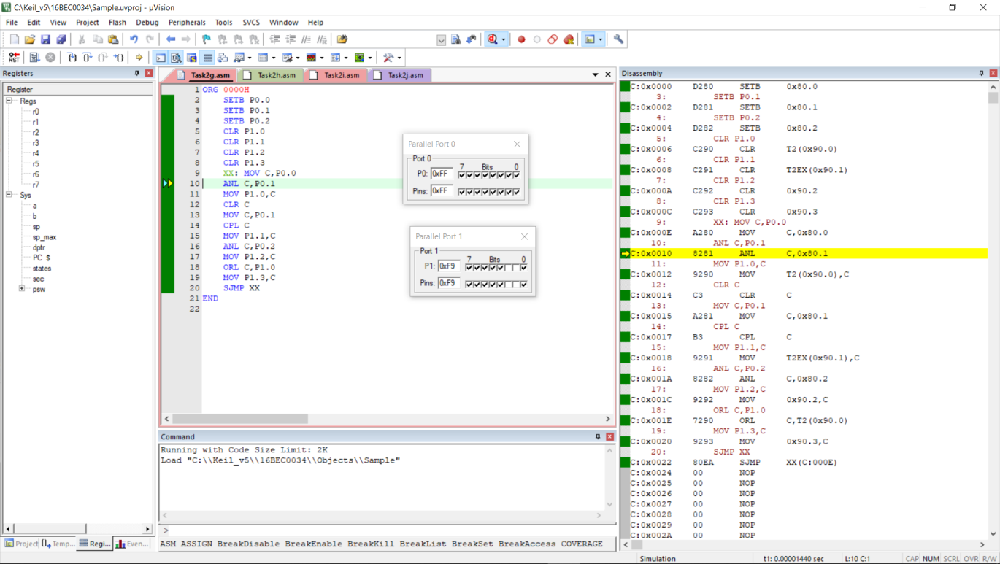 C:\Keil_v5\16BEC0034\Sample.uvproj - µVision
File Edit View Project Flash Debug Peripherals Tools SVCS Window Help
RST
Registers
Register
Regs
r0
r1
r2
r3
r4
r5
r6
r7
Sys
a
b
sp
sp_max
dptr
PC $
states
sec
psw
Project Temp... Regi... Even...
Task2g.asm Task2h.asm Task2i.asm Task2j.asm
1 ORG 0000H
2 SETB P0.0
3 SETB P0.1
4 SETB P0.2
5 CLR P1.0
6 CLR P1.1
7 CLR P1.2
8 CLR P1.3
9 XX: MOV C,P0.0
10 ANL C,P0.1
11 MOV P1.0,C
12 CLR C
13 MOV C,P0.1
14 CPL C
15 MOV P1.1,C
16 ANL C,P0.2
17 MOV P1.2,C
18 ORL C,P1.0
19 MOV P1.3,C
20 SJMP XX
21 END
22
Parallel Port 0
Port 0
7 Bits 0
P0: 0xFF
Pins: 0xFF
Parallel Port 1
Port 1
7 Bits 0
P1: 0xF9
Pins: 0xF9
Command
Running with Code Size Limit: 2K
Load "C:\\Keil_v5\\16BEC0034\\Objects\\Sample"
>
ASM ASSIGN BreakDisable BreakEnable BreakKill BreakList BreakSet BreakAccess COVERAGE
Disassembly
C:0x0000 D280 SETB 0x80.0
3: SETB P0.1
C:0x0002 D281 SETB 0x80.1
4: SETB P0.2
C:0x0004 D282 SETB 0x80.2
5: CLR P1.0
C:0x0006 C290 CLR T2(0x90.0)
6: CLR P1.1
C:0x0008 C291 CLR T2EX(0x90.1)
7: CLR P1.2
C:0x000A C292 CLR 0x90.2
8: CLR P1.3
C:0x000C C293 CLR 0x90.3
9: XX: MOV C,P0.0
C:0x000E A280 MOV C,0x80.0
10: ANL C,P0.1
C:0x0010 8281 ANL C,0x80.1
11: MOV P1.0,C
C:0x0012 9290 MOV T2(0x90.0),C
12: CLR C
C:0x0014 C3 CLR C
13: MOV C,P0.1
C:0x0015 A281 MOV C,0x80.1
14: CPL C
C:0x0017 B3 CPL C
15: MOV P1.1,C
C:0x0018 9291 MOV T2EX(0x90.1),C
16: ANL C,P0.2
C:0x001A 8282 ANL C,0x80.2
17: MOV P1.2,C
C:0x001C 9292 MOV 0x90.2,C
18: ORL C,P1.0
C:0x001E 7290 ORL C,T2(0x90.0)
19: MOV P1.3,C
C:0x0020 9293 MOV 0x90.3,C
20: SJMP XX
C:0x0022 80EA SJMP XX(C:000E)
C:0x0024 00 NOP
C:0x0025 00 NOP
C:0x0026 00 NOP
C:0x0027 00 NOP
C:0x0028 00 NOP
C:0x0029 00 NOP
C:0x002A 00 NOP
Simulation t1: 0.00001440 sec L:10 C:1 CAP NUM SCRL OVR R/W